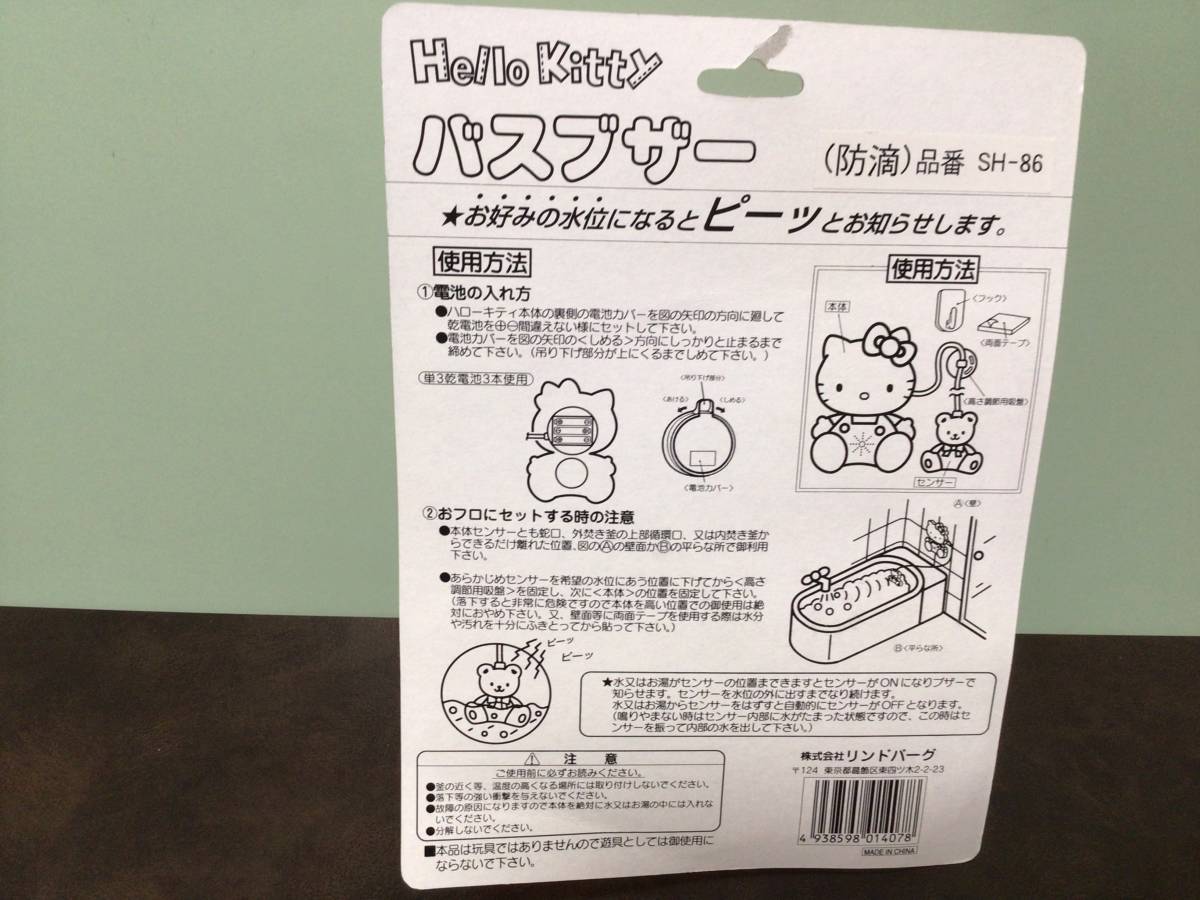 Hello Kitty
バスブザー
(防滴)品番 SH-86
★お好みの水位になるとピーッとお知らせします。
使用方法
①電池の入れ方
●ハローキティ本体の裏側の電池カバーを図の矢印の方向に廻して
乾電池を⊕⊖間違えない様にセットして下さい。
●電池カバーを図の矢印の<しめる>方向にしっかりと止まるまで
締めて下さい。(吊り下げ部分が上にくるまでしめて下さい。)
単3乾電池3本使用
<吊り下げ部分>
<あける>
<しめる>
<電池カバー>
使用方法
本体
<フック>
<両面テープ>
<高さ調節用吸盤>
センサー
②おフロにセットする時の注意
●本体センサーとも蛇口、外焚き釜の上部循環口、又は内焚き釜か
らできるだけ離れた位置、図のⒶの壁面かⒷの平らな所で御利用
下さい。
●あらかじめセンサーを希望の水位にあう位置に下げてから<高さ
調節用吸盤>を固定し、次に<本体>の位置を固定して下さい。
(落下すると非常に危険ですので本体を高い位置での御使用は絶
対におやめ下さい。又、壁面等に両面テープを使用する際は水分
や汚れを十分にふきとってから貼って下さい。)
Ⓐ<壁>
Ⓑ<平らな所>
ピーッ
ピーッ
★水又はお湯がセンサーの位置まできますとセンサーがONになりブザーで
知らせます。センサーを水位の外に出すまでなり続けます。
水又はお湯からセンサーをはずすと自動的にセンサーがOFFとなります。
(鳴りやまない時はセンサー内部に水がたまった状態ですので、この時はセ
ンサーを振って内部の水を出して下さい。)
⚠ 注 意
ご使用前に必ずお読みください。
●釜の近く等、温度の高くなる場所には取り付けしないでください。
●落下等の強い衝撃を与えないでください。
●故障の原因になりますので本体を絶対に水又はお湯の中には入れな
いでください。
●分解しないでください。
■本品は玩具ではありませんので遊具としては御使用に
ならないで下さい。
株式会社リンドバーグ
〒124 東京都葛飾区東四ツ木2-2-23
4 938598 014078
MADE IN CHINA